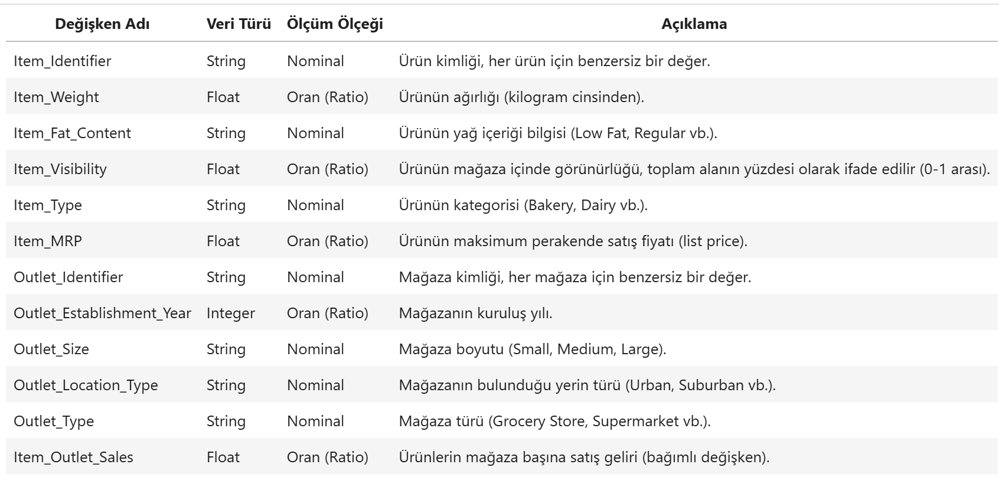 Değişken Adı Veri Türü Ölçüm Ölçeği Açıklama
Item_Identifier String Nominal Ürün kimliği, her ürün için benzersiz bir değer.
Item_Weight Float Oran (Ratio) Ürünün ağırlığı (kilogram cinsinden).
Item_Fat_Content String Nominal Ürünün yağ içeriği bilgisi (Low Fat, Regular vb.).
Item_Visibility Float Oran (Ratio) Ürünün mağaza içinde görünürlüğü, toplam alanın yüzdesi olarak ifade edilir (0-1 arası).
Item_Type String Nominal Ürünün kategorisi (Bakery, Dairy vb.).
Item_MRP Float Oran (Ratio) Ürünün maksimum perakende satış fiyatı (list price).
Outlet_Identifier String Nominal Mağaza kimliği, her mağaza için benzersiz bir değer.
Outlet_Establishment_Year Integer Oran (Ratio) Mağazanın kuruluş yılı.
Outlet_Size String Nominal Mağaza boyutu (Small, Medium, Large).
Outlet_Location_Type String Nominal Mağazanın bulunduğu yerin türü (Urban, Suburban vb.).
Outlet_Type String Nominal Mağaza türü (Grocery Store, Supermarket vb.).
Item_Outlet_Sales Float Oran (Ratio) Ürünlerin mağaza başına satış geliri (bağımlı değişken).